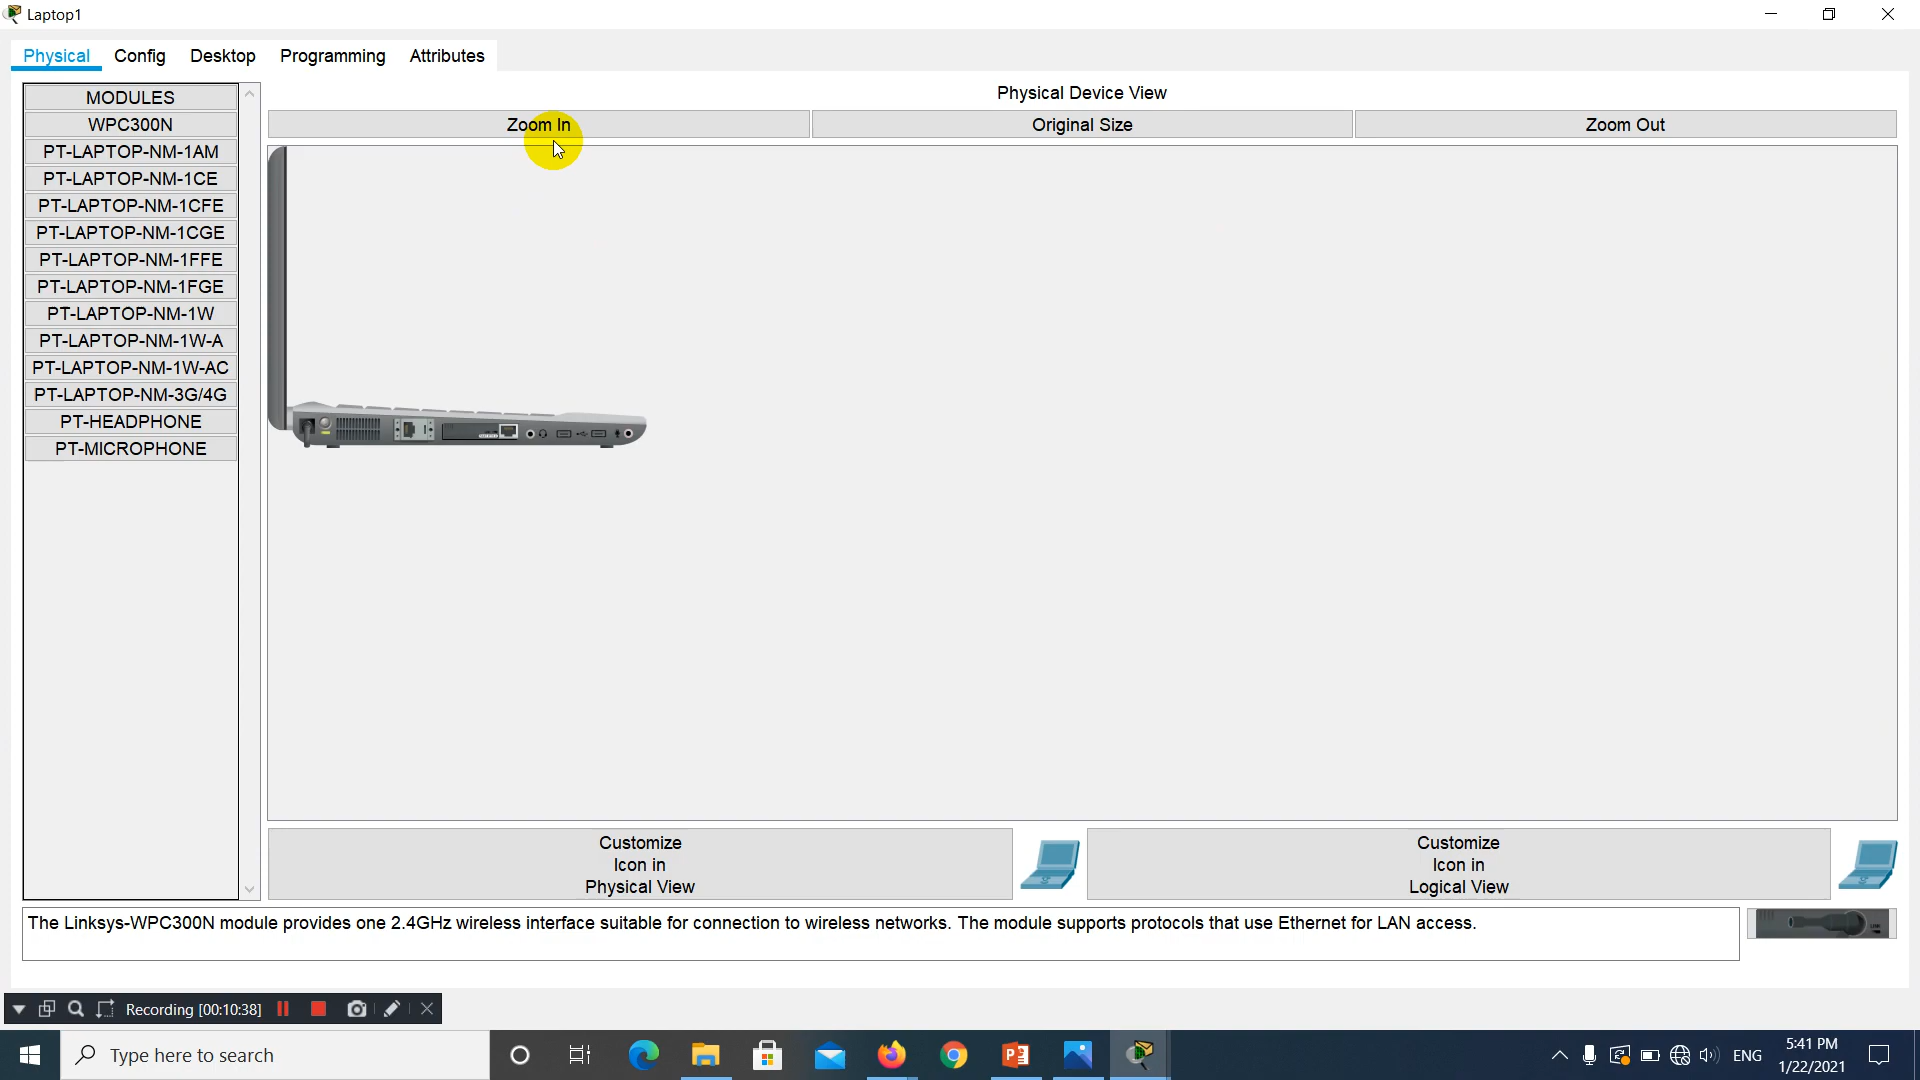 Laptop1
Physical Config Desktop Programming Attributes
MODULES
WPC300N
PT-LAPTOP-NM-1AM
PT-LAPTOP-NM-1CE
PT-LAPTOP-NM-1CFE
PT-LAPTOP-NM-1CGE
PT-LAPTOP-NM-1FFE
PT-LAPTOP-NM-1FGE
PT-LAPTOP-NM-1W
PT-LAPTOP-NM-1W-A
PT-LAPTOP-NM-1W-AC
PT-LAPTOP-NM-3G/4G
PT-HEADPHONE
PT-MICROPHONE
Physical Device View
Zoom In Original Size Zoom Out
Customize
Icon in
Physical View
Customize
Icon in
Logical View
The Linksys-WPC300N module provides one 2.4GHz wireless interface suitable for connection to wireless networks. The module supports protocols that use Ethernet for LAN access.
Recording [00:10:38]
Type here to search
ENG
5:41 PM
1/22/2021